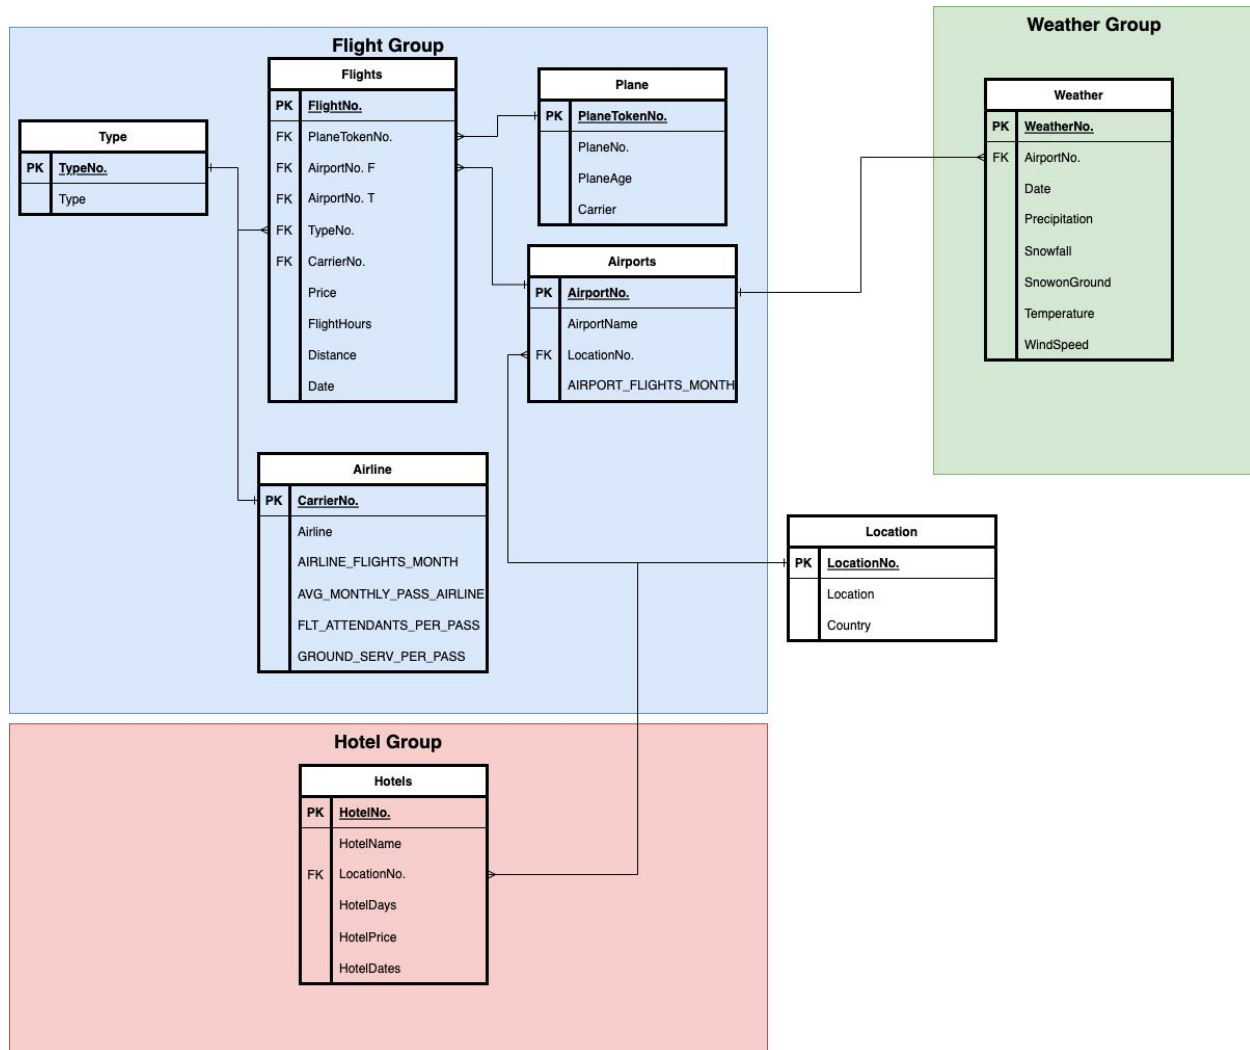 Flight Group
Flights
PK FlightNo.
FK PlaneTokenNo.
FK AirportNo. F
FK AirportNo. T
FK TypeNo.
FK CarrierNo.
Price
FlightHours
Distance
Date
Type
PK TypeNo.
Type
Plane
PK PlaneTokenNo.
PlaneNo.
PlaneAge
Carrier
Airports
PK AirportNo.
AirportName
FK LocationNo.
AIRPORT_FLIGHTS_MONTH
Airline
PK CarrierNo.
Airline
AIRLINE_FLIGHTS_MONTH
AVG_MONTHLY_PASS_AIRLINE
FLT_ATTENDANTS_PER_PASS
GROUND_SERV_PER_PASS
Weather Group
Weather
PK WeatherNo.
FK AirportNo.
Date
Precipitation
Snowfall
SnowonGround
Temperature
WindSpeed
Location
PK LocationNo.
Location
Country
Hotel Group
Hotels
PK HotelNo.
HotelName
FK LocationNo.
HotelDays
HotelPrice
HotelDates